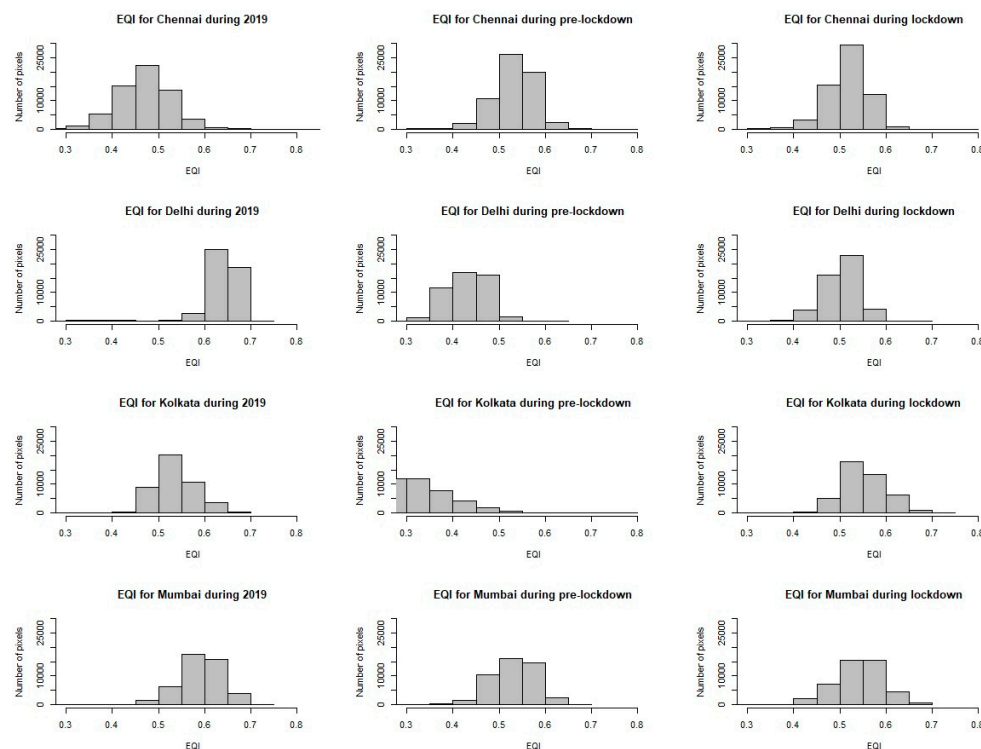 EQI for Chennai during 2019
EQI for Chennai during pre-lockdown
EQI for Chennai during lockdown
Number of pixels
0 10000 25000
0.3 0.4 0.5 0.6 0.7 0.8
EQI
Number of pixels
0 10000 25000
0.3 0.4 0.5 0.6 0.7 0.8
EQI
Number of pixels
0 10000 25000
0.3 0.4 0.5 0.6 0.7 0.8
EQI
EQI for Delhi during 2019
EQI for Delhi during pre-lockdown
EQI for Delhi during lockdown
Number of pixels
0 10000 25000
0.3 0.4 0.5 0.6 0.7 0.8
EQI
Number of pixels
0 10000 25000
0.3 0.4 0.5 0.6 0.7 0.8
EQI
Number of pixels
0 10000 25000
0.3 0.4 0.5 0.6 0.7 0.8
EQI
EQI for Kolkata during 2019
EQI for Kolkata during pre-lockdown
EQI for Kolkata during lockdown
Number of pixels
0 10000 25000
0.3 0.4 0.5 0.6 0.7 0.8
EQI
Number of pixels
0 10000 25000
0.3 0.4 0.5 0.6 0.7 0.8
EQI
Number of pixels
0 10000 25000
0.3 0.4 0.5 0.6 0.7 0.8
EQI
EQI for Mumbai during 2019
EQI for Mumbai during pre-lockdown
EQI for Mumbai during lockdown
Number of pixels
0 10000 25000
0.3 0.4 0.5 0.6 0.7 0.8
EQI
Number of pixels
0 10000 25000
0.3 0.4 0.5 0.6 0.7 0.8
EQI
Number of pixels
0 10000 25000
0.3 0.4 0.5 0.6 0.7 0.8
EQI